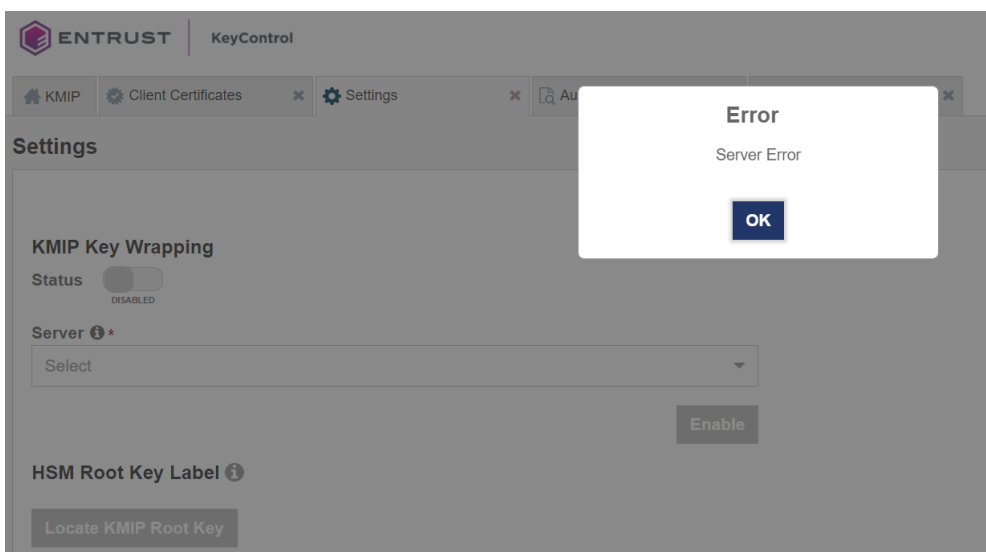 ENTRUST KeyControl
KMIP Client Certificates Settings Au
Error
Settings
Server Error
OK
KMIP Key Wrapping
Status
DISABLED
Server *
Select
Enable
HSM Root Key Label
Locate KMIP Root Key